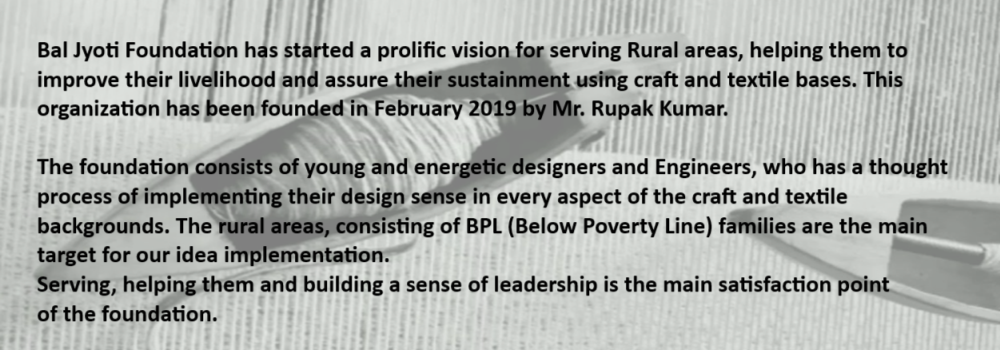 Bal Jyoti Foundation has started a prolific vision for serving Rural areas, helping them to
improve their livelihood and assure their sustainment using craft and textile bases. This
organization has been founded in February 2019 by Mr. Rupak Kumar.
The foundation consists of young and energetic designers and Engineers, who has a thought
process of implementing their design sense in every aspect of the craft and textile
backgrounds. The rural areas, consisting of BPL (Below Poverty Line) families are the main
target for our idea implementation.
Serving, helping them and building a sense of leadership is the main satisfaction point
of the foundation.